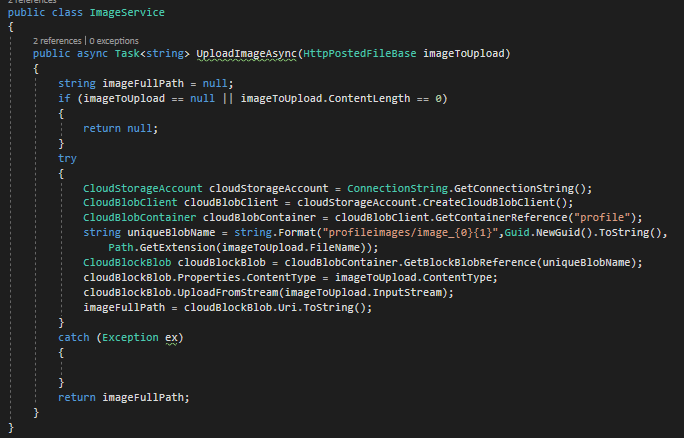 2 references
public class ImageService
{
2 references | 0 exceptions
public async Task<string> UploadImageAsync(HttpPostedFileBase imageToUpload)
{
string imageFullPath = null;
if (imageToUpload == null || imageToUpload.ContentLength == 0)
{
return null;
}
try
{
CloudStorageAccount cloudStorageAccount = ConnectionString.GetConnectionString();
CloudBlobClient cloudBlobClient = cloudStorageAccount.CreateCloudBlobClient();
CloudBlobContainer cloudBlobContainer = cloudBlobClient.GetContainerReference("profile");
string uniqueBlobName = string.Format("profileimages/image_{0}{1}",Guid.NewGuid().ToString(),
Path.GetExtension(imageToUpload.FileName));
CloudBlockBlob cloudBlockBlob = cloudBlobContainer.GetBlockBlobReference(uniqueBlobName);
cloudBlockBlob.Properties.ContentType = imageToUpload.ContentType;
cloudBlockBlob.UploadFromStream(imageToUpload.InputStream);
imageFullPath = cloudBlockBlob.Uri.ToString();
}
catch (Exception ex)
{
}
return imageFullPath;
}
}